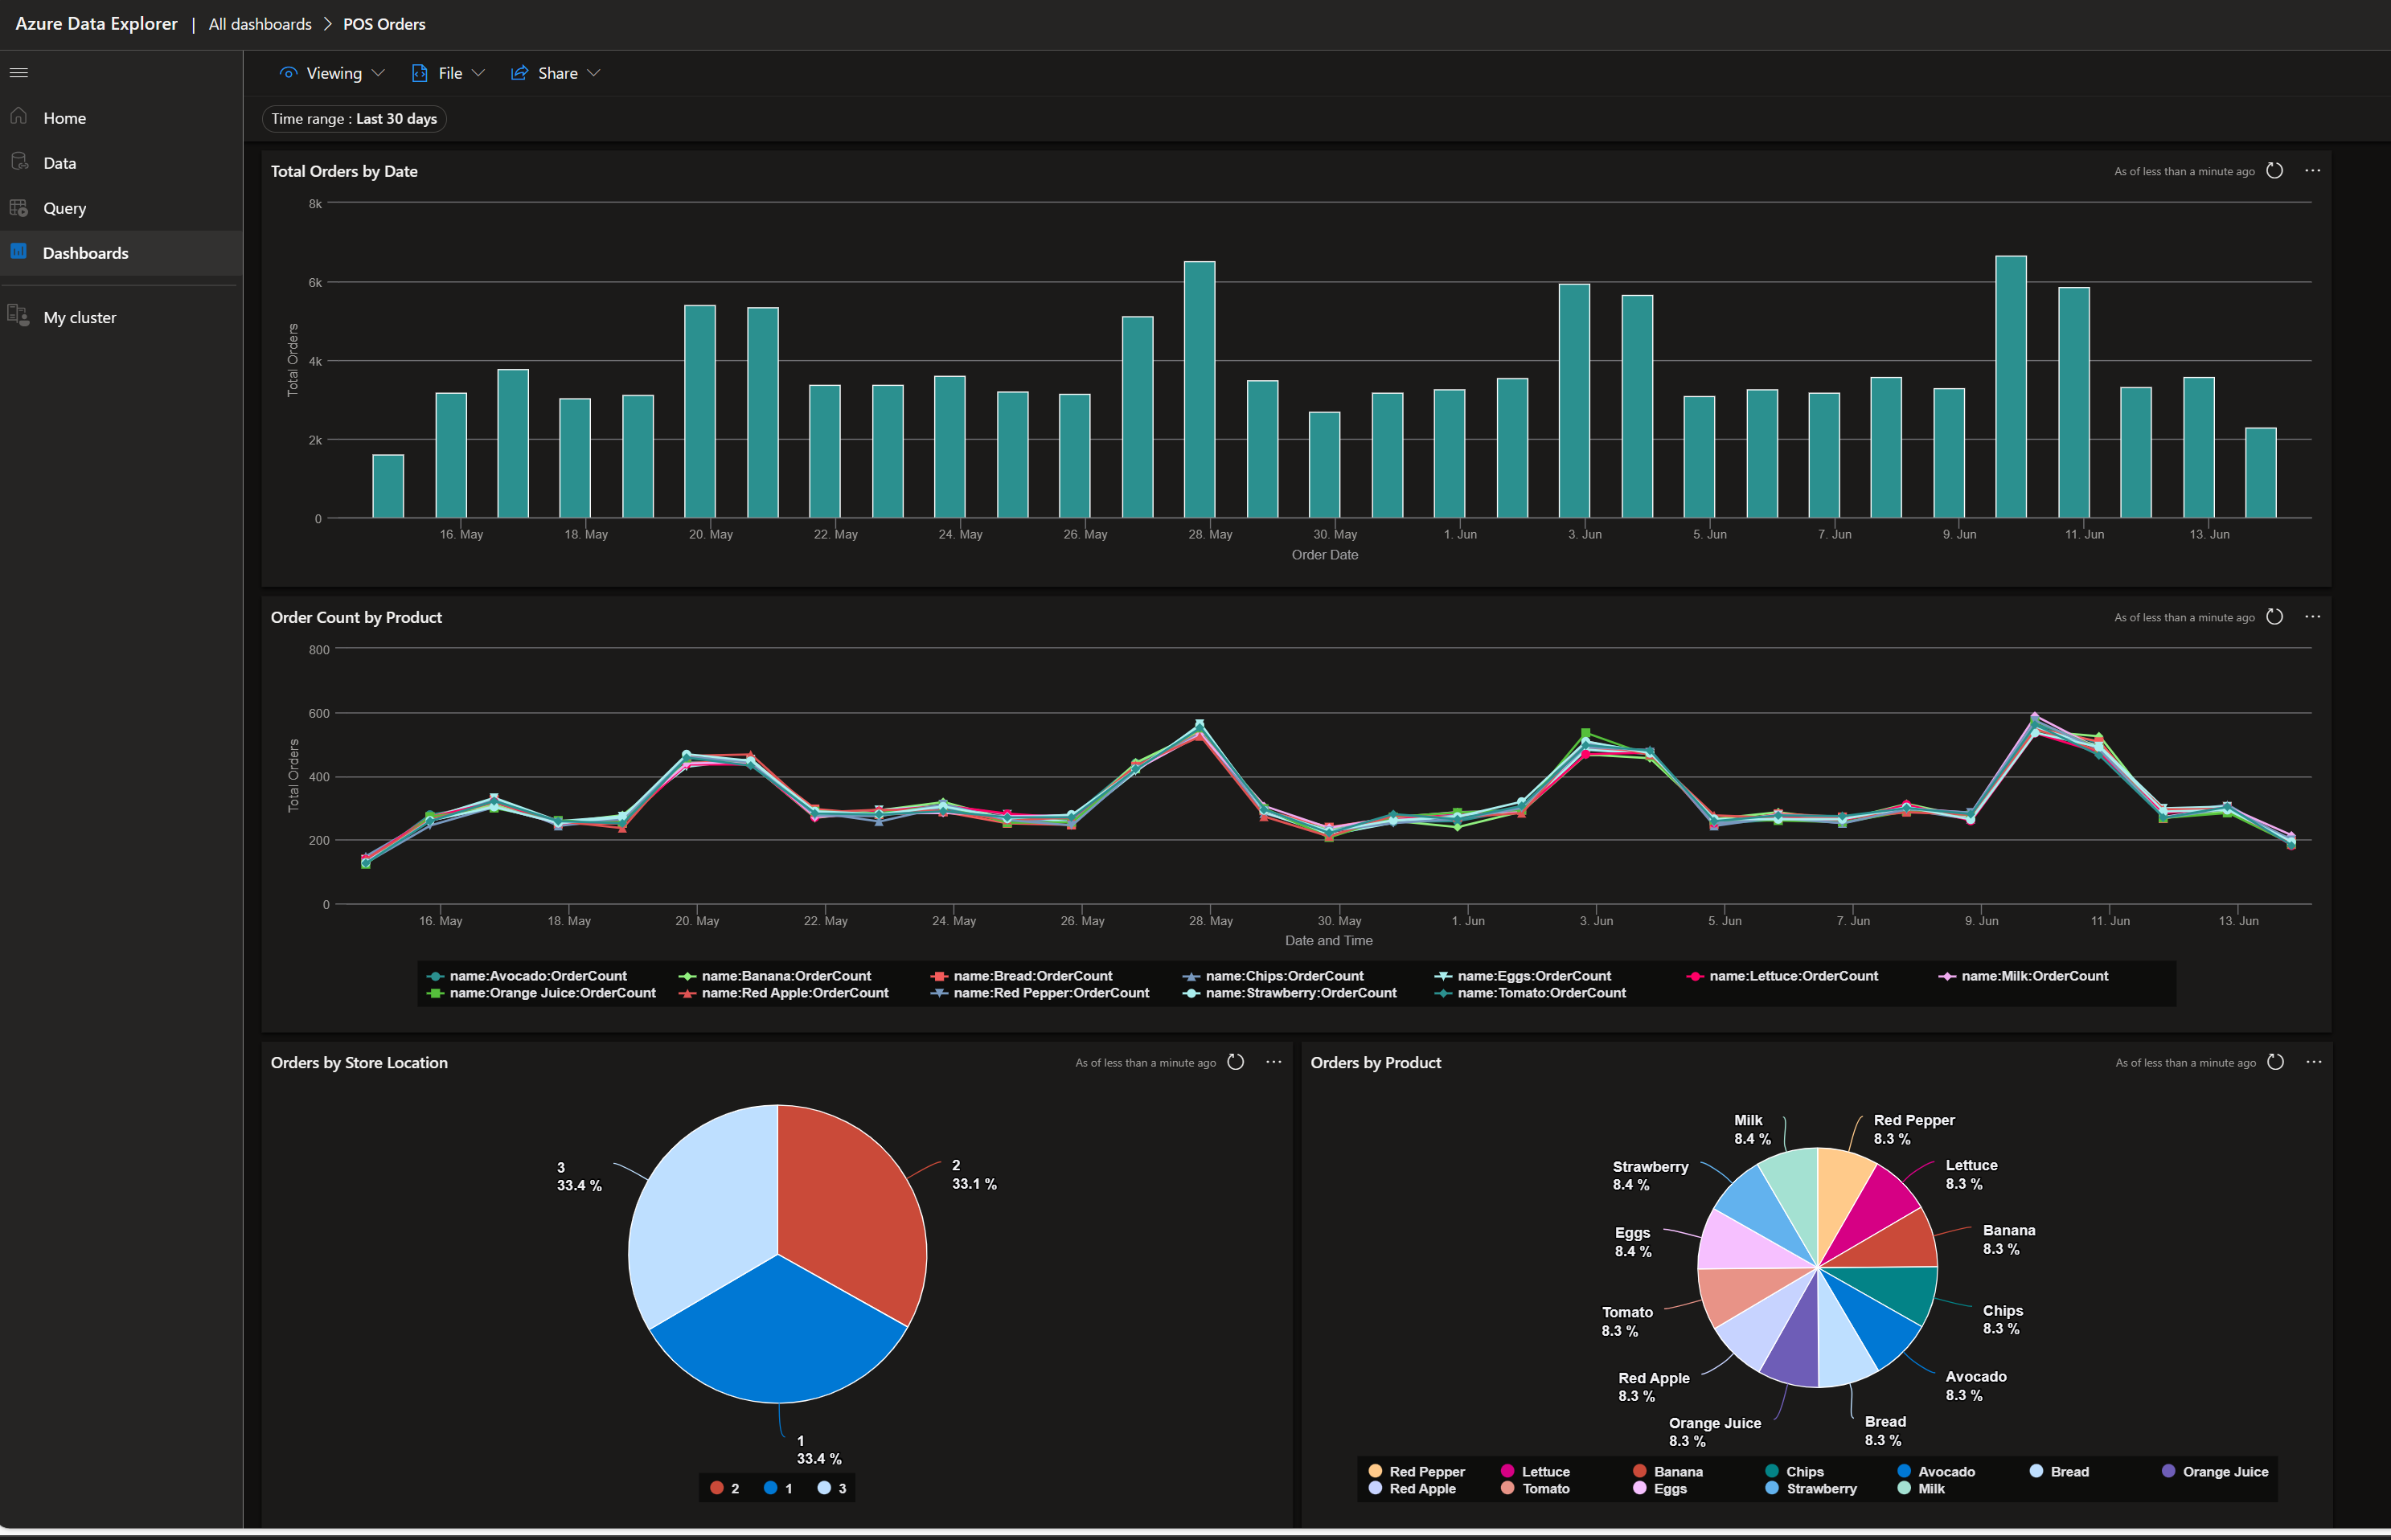 Azure Data Explorer | All dashboards > POS Orders
Viewing File Share
Home
Data
Query
Dashboards
My cluster
Time range : Last 30 days
Total Orders by Date
As of less than a minute ago
8k
6k
4k
2k
0
Total Orders
16. May 18. May 20. May 22. May 24. May 26. May 28. May 30. May 1. Jun 3. Jun 5. Jun 7. Jun 9. Jun 11. Jun 13. Jun
Order Date
Order Count by Product
As of less than a minute ago
800
600
400
200
0
Total Orders
16. May 18. May 20. May 22. May 24. May 26. May 28. May 30. May 1. Jun 3. Jun 5. Jun 7. Jun 9. Jun 11. Jun 13. Jun
Date and Time
name:Avocado:OrderCount name:Banana:OrderCount name:Bread:OrderCount name:Chips:OrderCount name:Eggs:OrderCount name:Lettuce:OrderCount name:Milk:OrderCount
name:Orange Juice:OrderCount name:Red Apple:OrderCount name:Red Pepper:OrderCount name:Strawberry:OrderCount name:Tomato:OrderCount
Orders by Store Location
As of less than a minute ago
3
33.4 %
2
33.1 %
1
33.4 %
2 1 3
Orders by Product
As of less than a minute ago
Milk
8.4 %
Red Pepper
8.3 %
Strawberry
8.4 %
Lettuce
8.3 %
Eggs
8.4 %
Banana
8.3 %
Tomato
8.3 %
Chips
8.3 %
Red Apple
8.3 %
Avocado
8.3 %
Orange Juice
8.3 %
Bread
8.3 %
Red Pepper Lettuce Banana Chips Avocado Bread Orange Juice
Red Apple Tomato Eggs Strawberry Milk